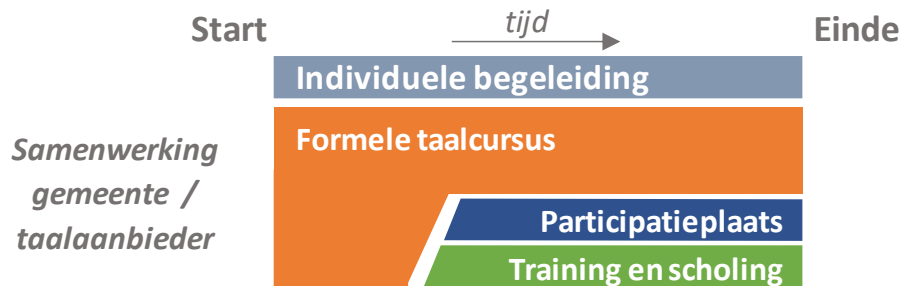 Start
tijd
Einde
Individuele begeleiding
Formele taalcursus
Samenwerking
gemeente /
taalaanbieder
Participatieplaats
Training en scholing